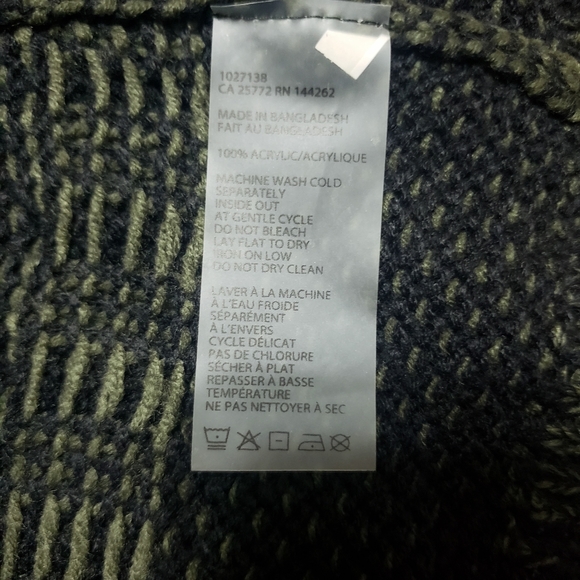 1027138
CA 25772 RN 144262
MADE IN BANGLADESH
FAIT AU BANGLADESH
100% ACRYLIC/ACRYLIQUE
MACHINE WASH COLD
SEPARATELY
INSIDE OUT
AT GENTLE CYCLE
DO NOT BLEACH
LAY FLAT TO DRY
IRON ON LOW
DO NOT DRY CLEAN
LAVER À LA MACHINE
À L'EAU FROIDE
SÉPARÉMENT
À L'ENVERS
CYCLE DÉLICAT
PAS DE CHLORURE
SÉCHER À PLAT
REPASSER À BASSE
TEMPÉRATURE
NE PAS NETTOYER À SEC